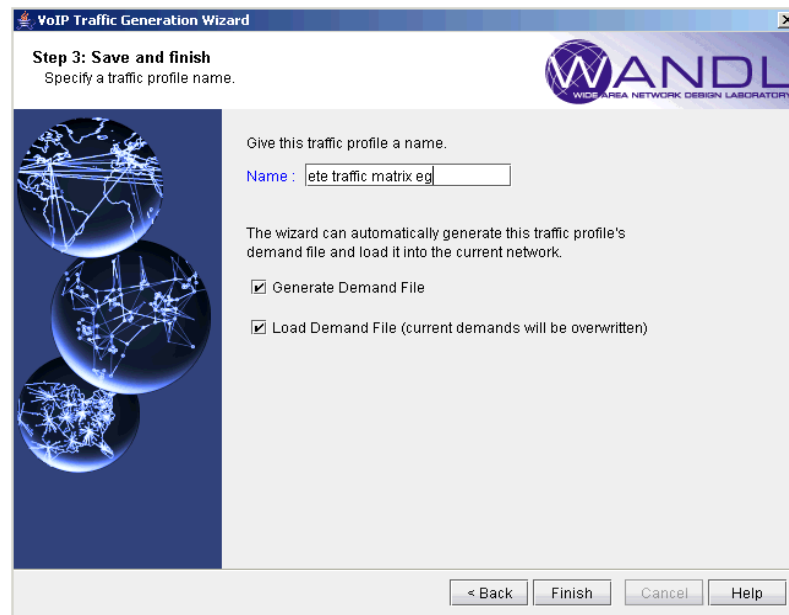 VoIP Traffic Generation Wizard
Step 3: Save and finish
Specify a traffic profile name.
WANDL
WIDE AREA NETWORK DESIGN LABORATORY
Give this traffic profile a name.
Name : ete traffic matrix eg
The wizard can automatically generate this traffic profile's
demand file and load it into the current network.
Generate Demand File
Load Demand File (current demands will be overwritten)
< Back Finish Cancel Help